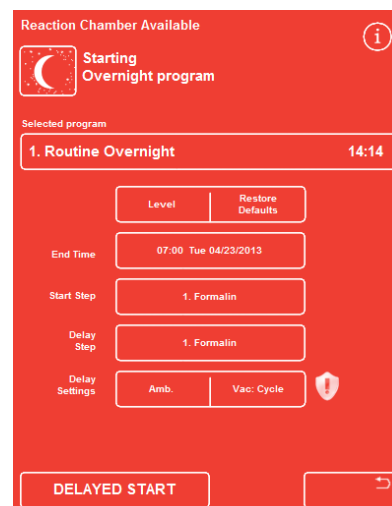 Reaction Chamber Available
i
Starting
Overnight program
Selected program
1. Routine Overnight 14:14
Level
Restore
Defaults
End Time
07:00 Tue 04/23/2013
Start Step
1. Formalin
Delay
Step
1. Formalin
Delay
Settings
Amb.
Vac: Cycle
!
DELAYED START